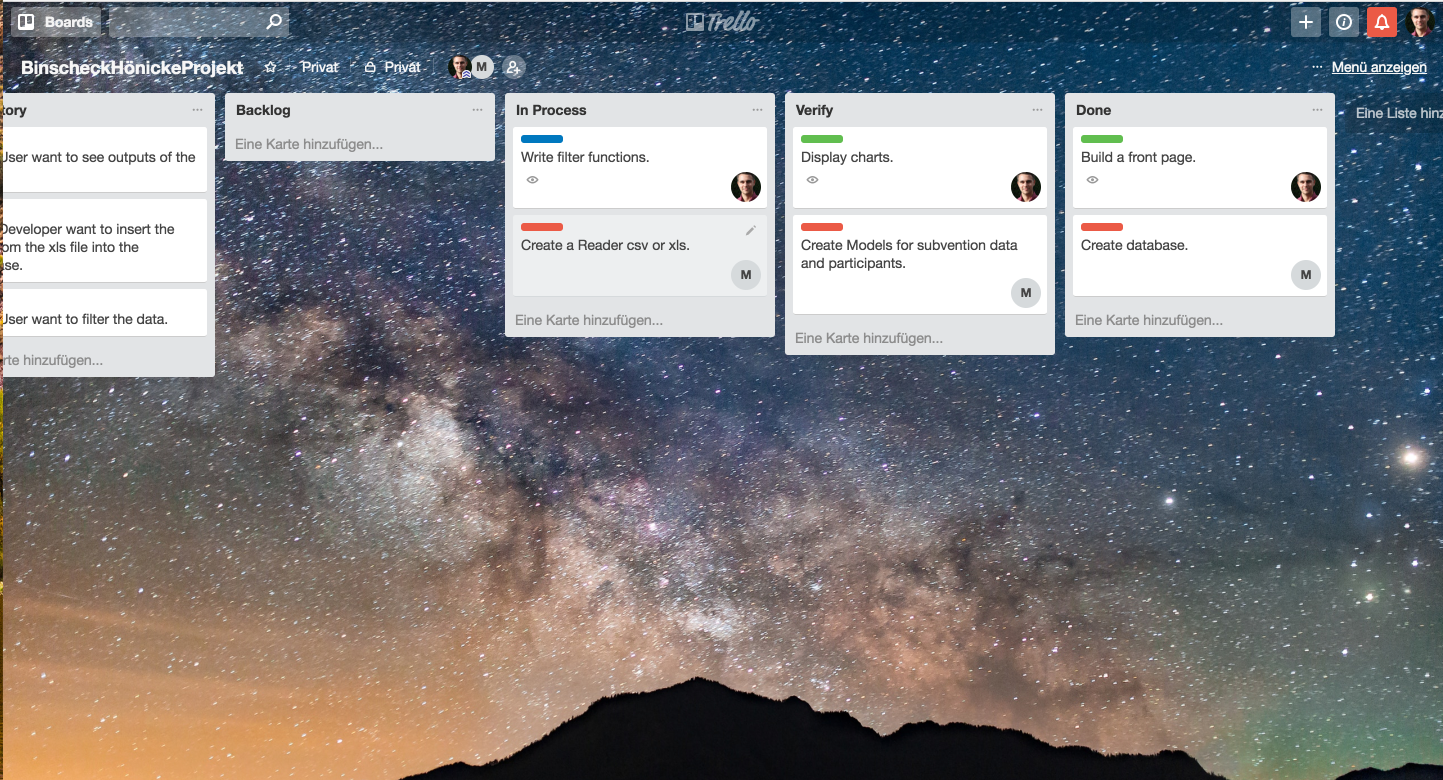 Boards
Trello
BinscheckHönickeProjekt
Privat
Privat
M
Menü anzeigen
tory
User want to see outputs of the
Developer want to insert the
om the xls file into the
se.
User want to filter the data.
rte hinzufügen...
Backlog
Eine Karte hinzufügen...
In Process
Write filter functions.
Create a Reader csv or xls.
M
Eine Karte hinzufügen...
Verify
Display charts.
Create Models for subvention data
and participants.
M
Eine Karte hinzufügen...
Done
Build a front page.
Create database.
M
Eine Karte hinzufügen...
Eine Liste hinz